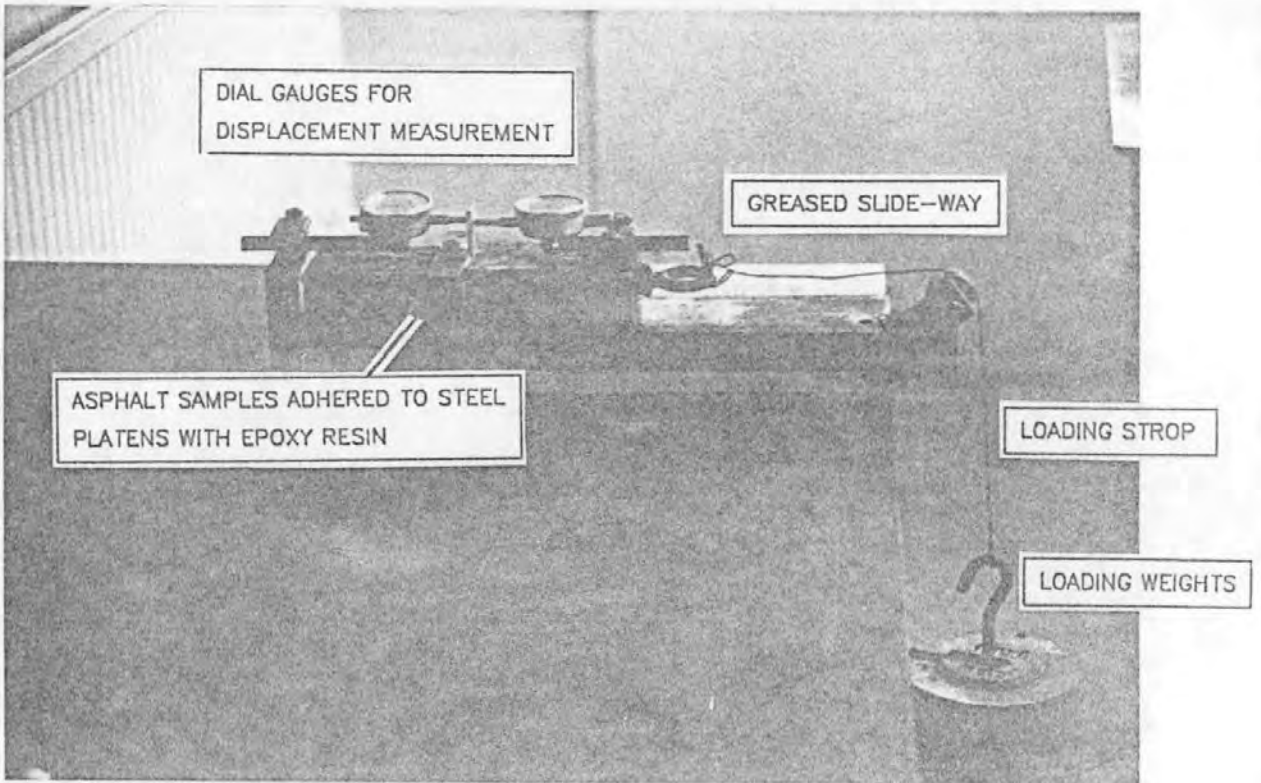 DIAL GAUGES FOR
DISPLACEMENT MEASUREMENT
GREASED SLIDE-WAY
ASPHALT SAMPLES ADHERED TO STEEL
PLATENS WITH EPOXY RESIN
LOADING STROP
LOADING WEIGHTS